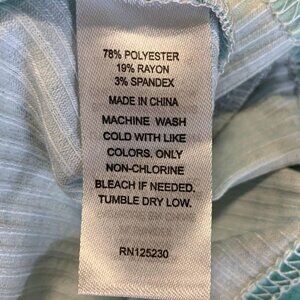 78% POLYESTER
19% RAYON
3% SPANDEX
MADE IN CHINA
MACHINE WASH
COLD WITH LIKE
COLORS. ONLY
NON-CHLORINE
BLEACH IF NEEDED.
TUMBLE DRY LOW.
RN125230